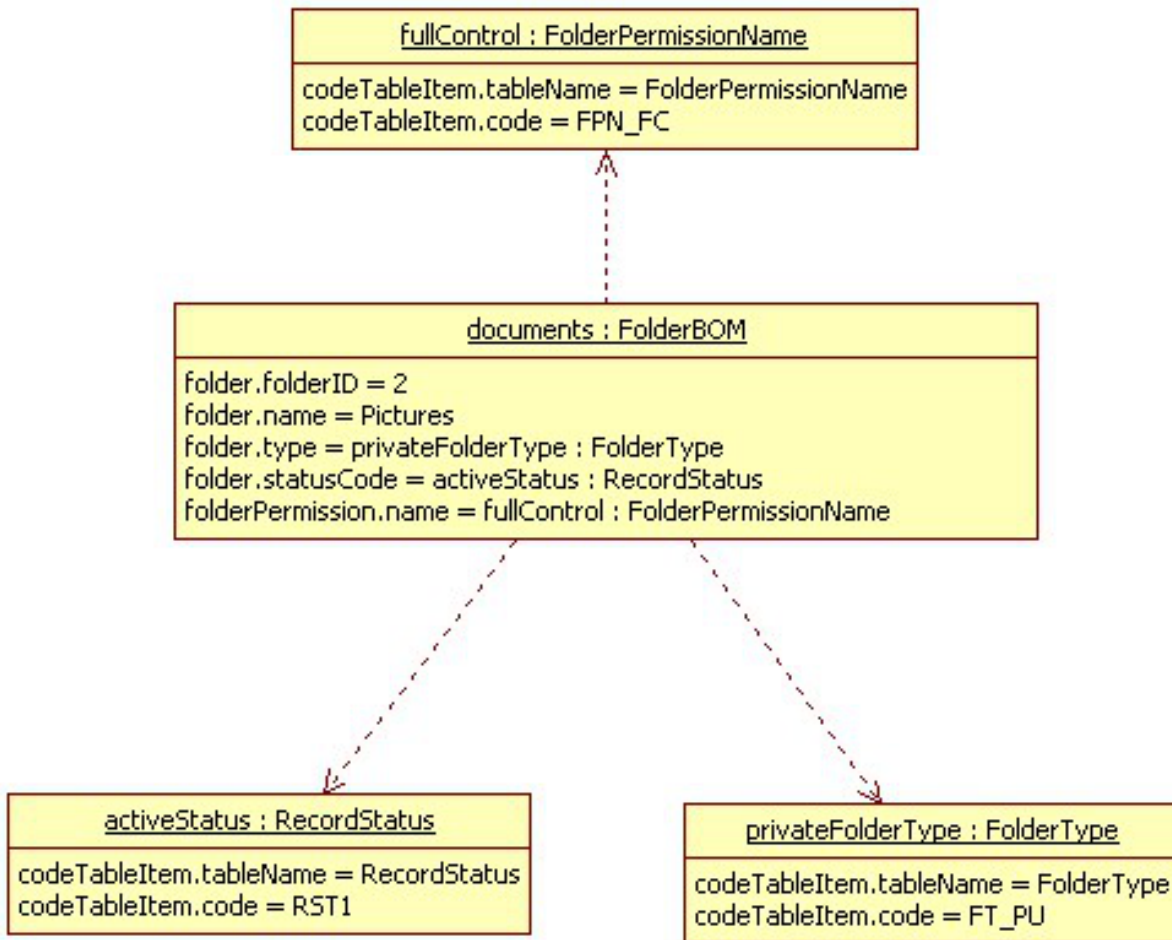 fullControl : FolderPermissionName
codeTableItem.tableName = FolderPermissionName
codeTableItem.code = FPN_FC
documents : FolderBOM
folder.folderID = 2
folder.name = Pictures
folder.type = privateFolderType : FolderType
folder.statusCode = activeStatus : RecordStatus
folderPermission.name = fullControl : FolderPermissionName
activeStatus : RecordStatus
codeTableItem.tableName = RecordStatus
codeTableItem.code = RST1
privateFolderType : FolderType
codeTableItem.tableName = FolderType
codeTableItem.code = FT_PU